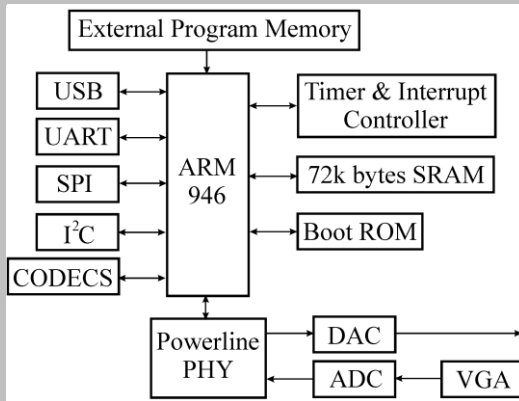 External Program Memory
USB
UART
SPI
I²C
CODECS
ARM
946
Timer & Interrupt
Controller
72k bytes SRAM
Boot ROM
Powerline
PHY
DAC
ADC
VGA